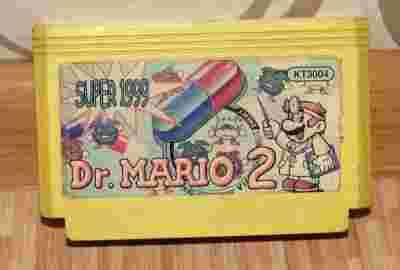 SUPER 1999
KT3004
Dr. MARIO 2